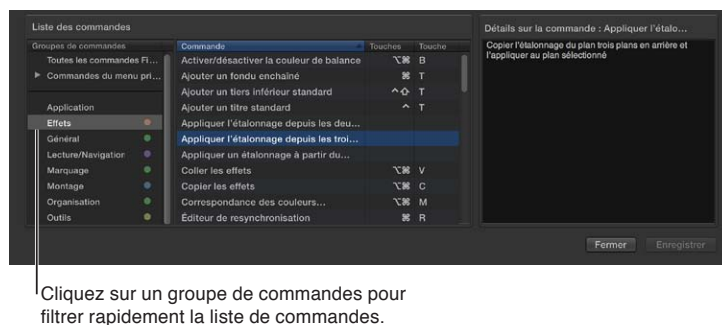 Liste des commandes
Détails sur la commande : Appliquer l'étalo...
Groupes de commandes
Commande Touches Touche
Toutes les commandes Fi...
Commandes du menu pri...
Application
Effets
Général
Lecture/Navigation
Marquage
Montage
Organisation
Outils
Activer/désactiver la couleur de balance ⌥⌘ B
Ajouter un fondu enchaîné ⌘ T
Ajouter un tiers inférieur standard ^⇧ T
Ajouter un titre standard ^ T
Appliquer l'étalonnage depuis les deu...
Appliquer l'étalonnage depuis les troi...
Appliquer un étalonnage à partir du...
Coller les effets ⌥⌘ V
Copier les effets ⌥⌘ C
Correspondance des couleurs... ⌥⌘ M
Éditeur de resynchronisation ⌘ R
Copier l'étalonnage du plan trois plans en arrière et
l'appliquer au plan sélectionné
Fermer
Enregistrer
Cliquez sur un groupe de commandes pour
filtrer rapidement la liste de commandes.